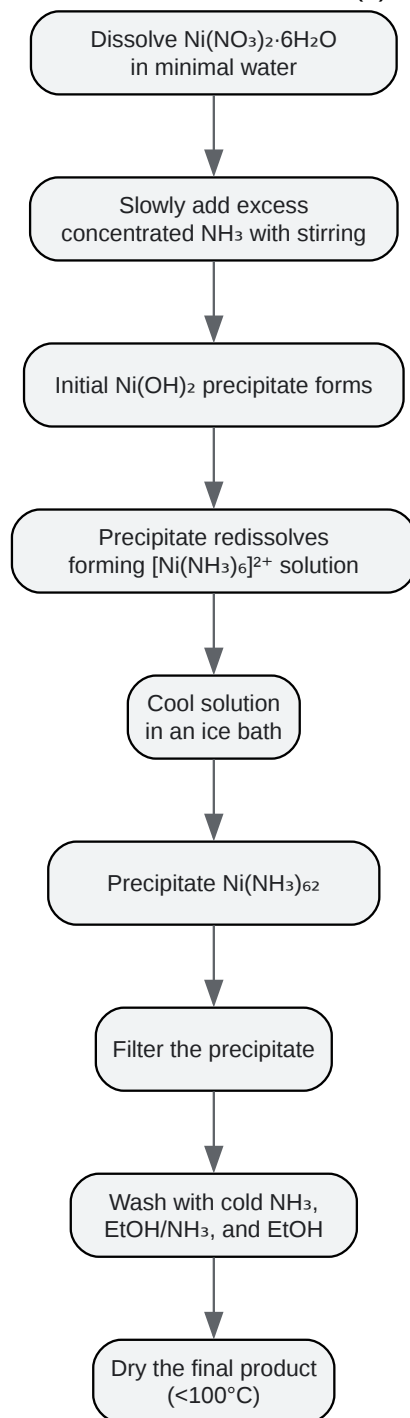 Dissolve Ni(NO₃)₂·6H₂O
in minimal water
Slowly add excess
concentrated NH₃ with stirring
Initial Ni(OH)₂ precipitate forms
Precipitate redissolves
forming [Ni(NH₃)₆]²⁺ solution
Cool solution
in an ice bath
Precipitate Ni(NH₃)₆₂
Filter the precipitate
Wash with cold NH₃,
EtOH/NH₃, and EtOH
Dry the final product
(<100°C)